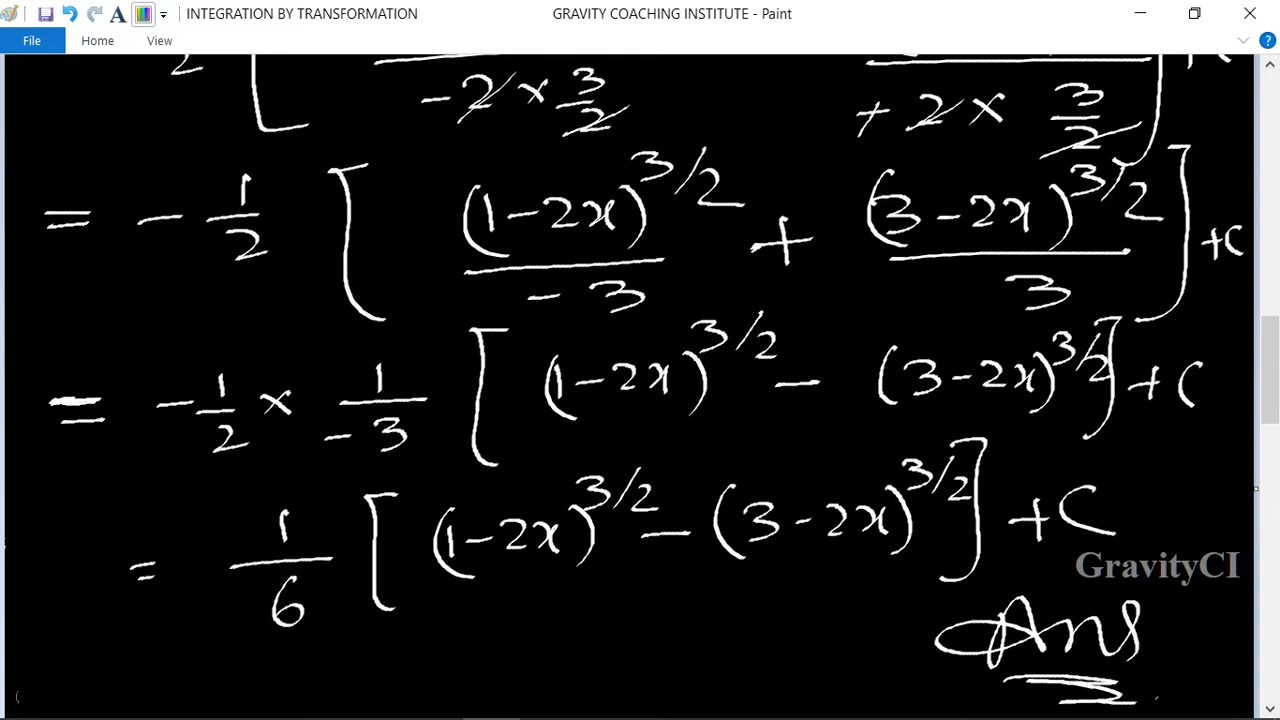 INTEGRATION BY TRANSFORMATION GRAVITY COACHING INSTITUTE - Paint
File Home View
2 [ - 2 × 3/2 + 2 × 3/2 ] + C
= - 1/2 [ (1-2x)^3/2 / -3 + (3-2x)^3/2 / 3 ] + C
= - 1/2 × 1/-3 [ (1-2x)^3/2 - (3-2x)^3/2 ] + C
= 1/6 [ (1-2x)^3/2 - (3-2x)^3/2 ] + C
GravityCI
Ans